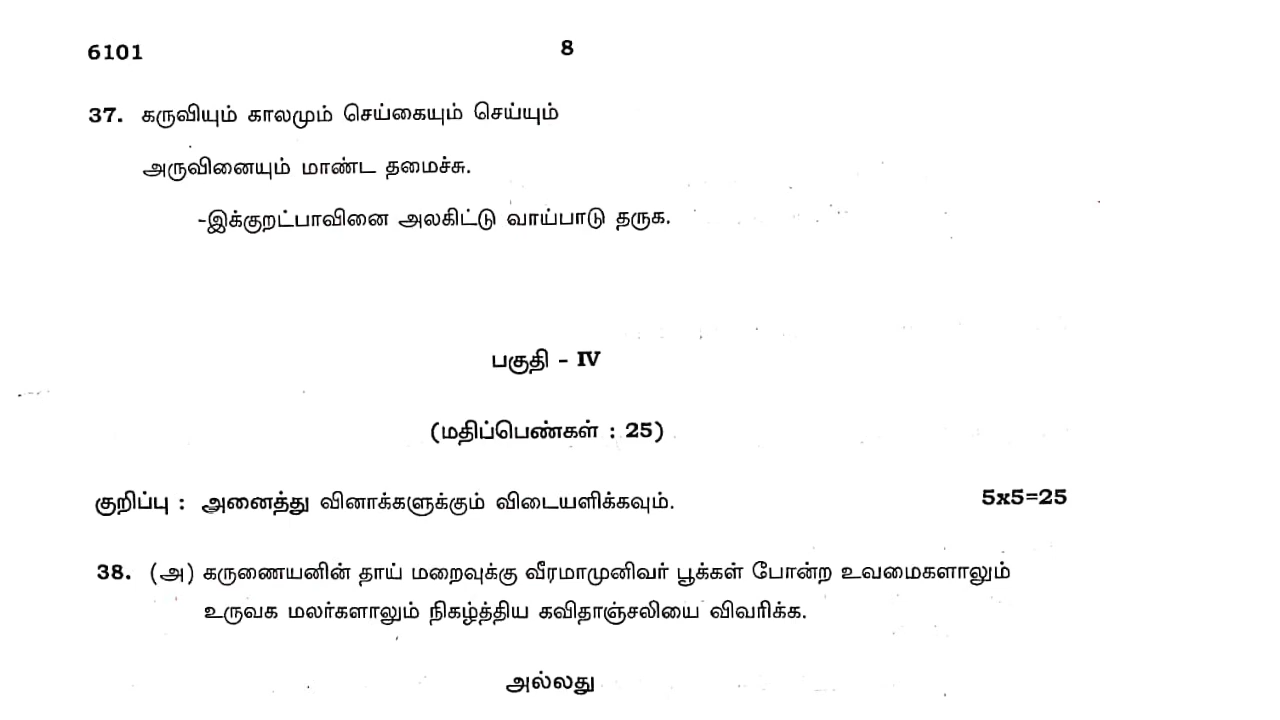 6101
8
37. கருவியும் காலமும் செய்கையும் செய்யும்
அருவினையும் மாண்ட தமைச்சு.
-இக்குறட்பாவினை அலகிட்டு வாய்பாடு தருக.
பகுதி - IV
(மதிப்பெண்கள் : 25)
குறிப்பு : அனைத்து வினாக்களுக்கும் விடையளிக்கவும். 5x5=25
38. (அ) கருணையனின் தாய் மறைவுக்கு வீரமாமுனிவர் பூக்கள் போன்ற உவமைகளாலும்
உருவக மலர்களாலும் நிகழ்த்திய கவிதாஞ்சலியை விவரிக்க.
அல்லது